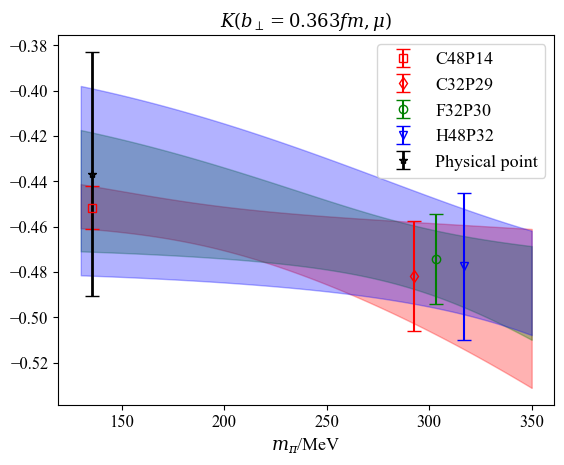 K(b⊥ = 0.363fm, μ)
C48P14
C32P29
F32P30
H48P32
Physical point
−0.38
−0.40
−0.42
−0.44
−0.46
−0.48
−0.50
−0.52
150 200 250 300 350
mπ/MeV